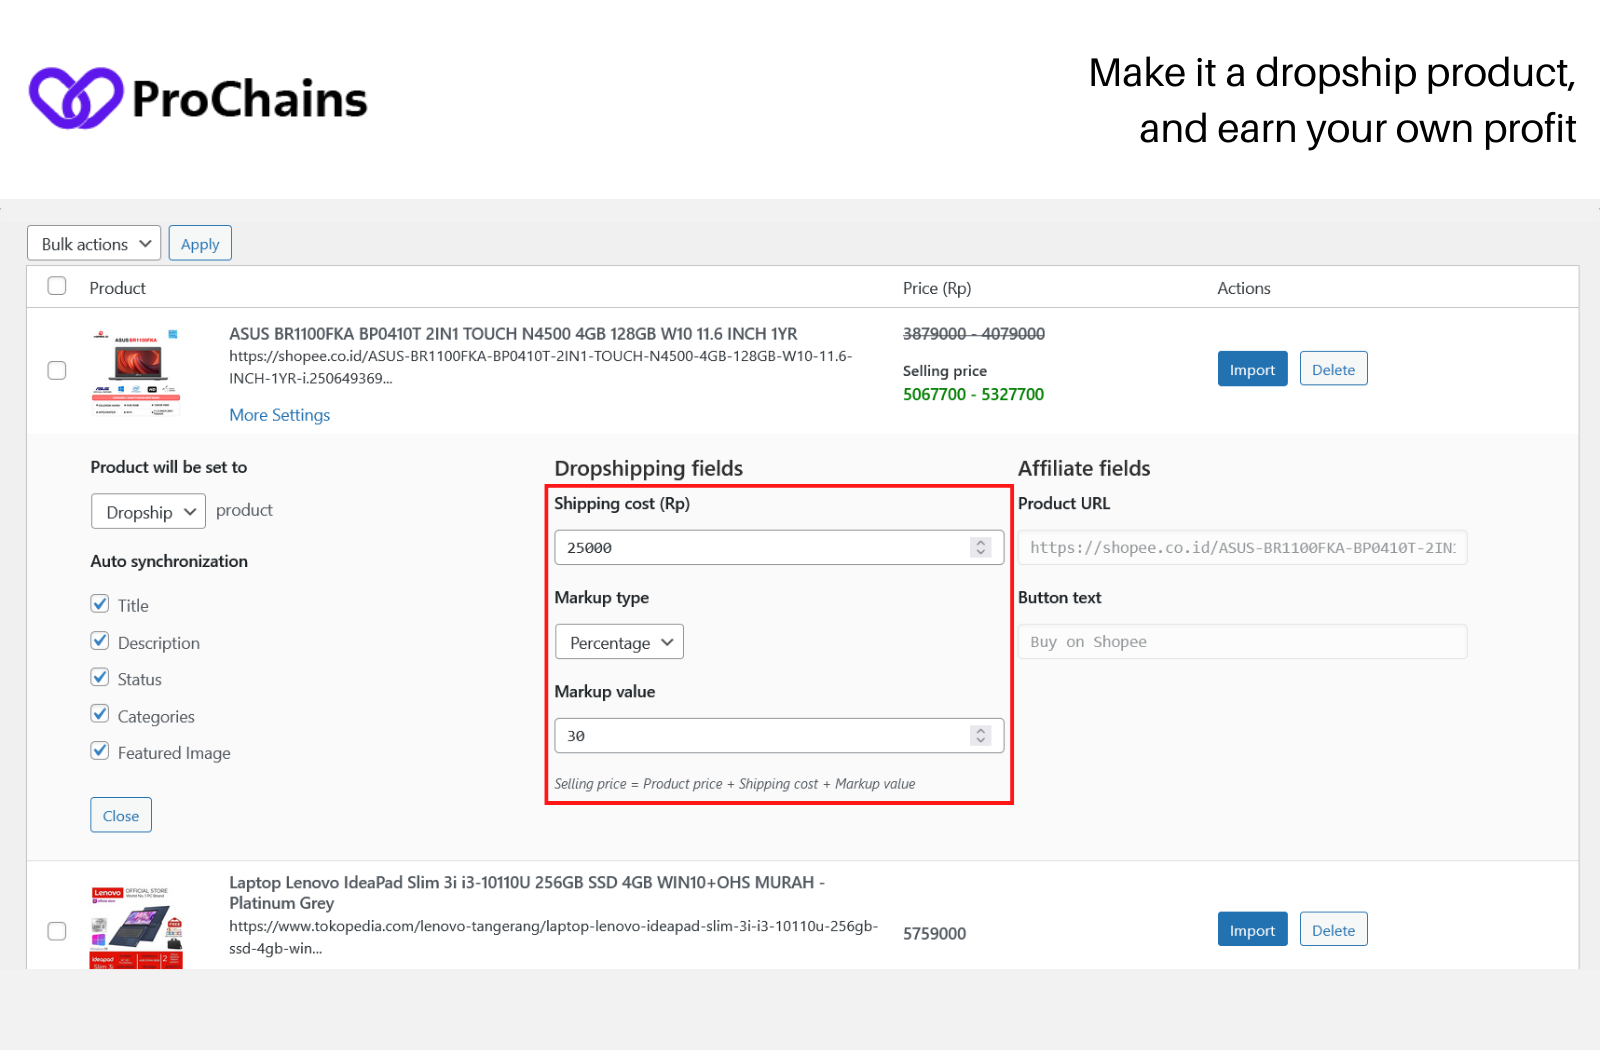 ProChains
Make it a dropship product,
and earn your own profit
Bulk actions
Apply
Product
Price (Rp)
Actions
ASUS BR1100FKA BP0410T 2IN1 TOUCH N4500 4GB 128GB W10 11.6 INCH 1YR
https://shopee.co.id/ASUS-BR1100FKA-BP0410T-2IN1-TOUCH-N4500-4GB-128GB-W10-11.6-
INCH-1YR-i.250649369...
More Settings
3879000 - 4079000
Selling price
5067700 - 5327700
Import
Delete
Product will be set to
Dropship
product
Auto synchronization
Title
Description
Status
Categories
Featured Image
Close
Dropshipping fields
Shipping cost (Rp)
25000
Markup type
Percentage
Markup value
30
Selling price = Product price + Shipping cost + Markup value
Affiliate fields
Product URL
https://shopee.co.id/ASUS-BR1100FKA-BP0410T-2IN1
Button text
Buy on Shopee
Lenovo
OFFICIAL STORE
Laptop Lenovo IdeaPad Slim 3i i3-10110U 256GB SSD 4GB WIN10+OHS MURAH -
Platinum Grey
https://www.tokopedia.com/lenovo-tangerang/laptop-lenovo-ideapad-slim-3i-i3-10110u-256gb-
ssd-4gb-win...
5759000
Import
Delete